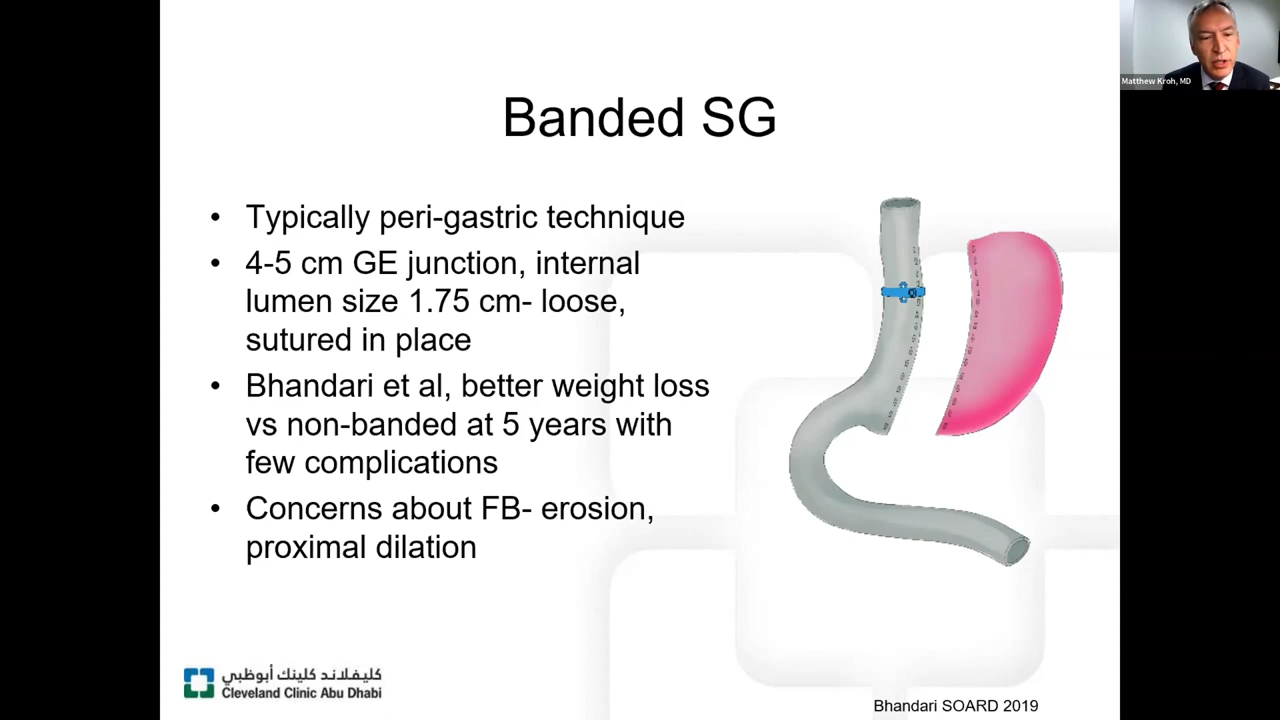 Matthew Kroh, MD
Banded SG
• Typically peri-gastric technique
• 4-5 cm GE junction, internal
lumen size 1.75 cm- loose,
sutured in place
• Bhandari et al, better weight loss
vs non-banded at 5 years with
few complications
• Concerns about FB- erosion,
proximal dilation
كليفلاند كلينك أبوظبي
Cleveland Clinic Abu Dhabi
Bhandari SOARD 2019